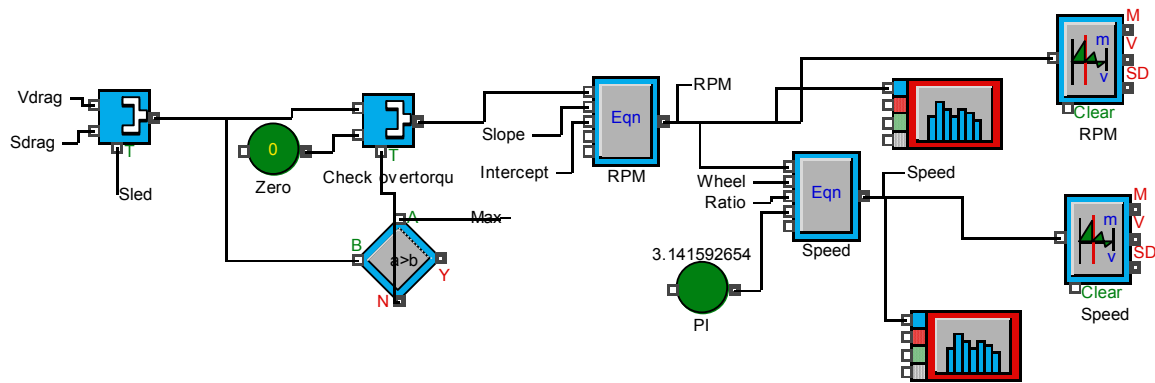 Vdrag
Sdrag
T
Sled
0
Zero
T
Check overtorqu
A
Max
B
a>b
Y
N
Slope
Intercept
Eqn
RPM
RPM
Wheel
Ratio
3.141592654
PI
Eqn
Speed
Speed
M
V
SD
m
v
Clear
RPM
M
V
SD
m
v
Clear
Speed